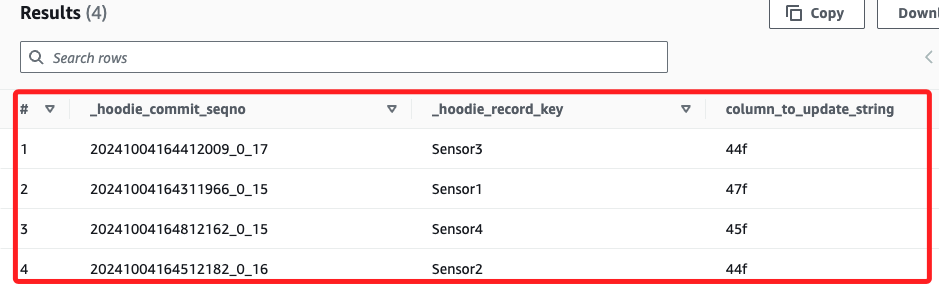 Results (4)
Copy
Downl
Search rows
# _hoodie_commit_seqno _hoodie_record_key column_to_update_string
1 20241004164412009_0_17 Sensor3 44f
2 20241004164311966_0_15 Sensor1 47f
3 20241004164812162_0_15 Sensor4 45f
4 20241004164512182_0_16 Sensor2 44f